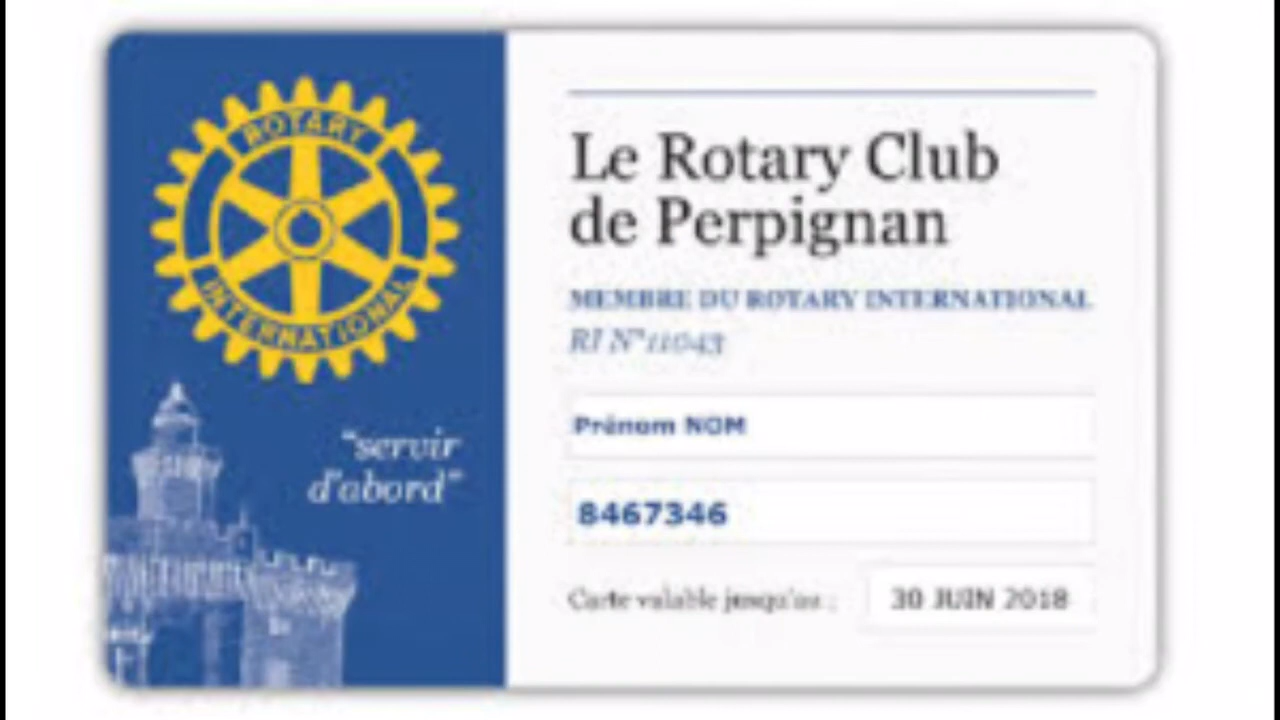 ROTARY
INTERNATIONAL
"servir
d'abord"
Le Rotary Club
de Perpignan
MEMBRE DU ROTARY INTERNATIONAL
RI N°11043
Prénom NOM
8467346
Carte valable jusqu'au :
30 JUIN 2018